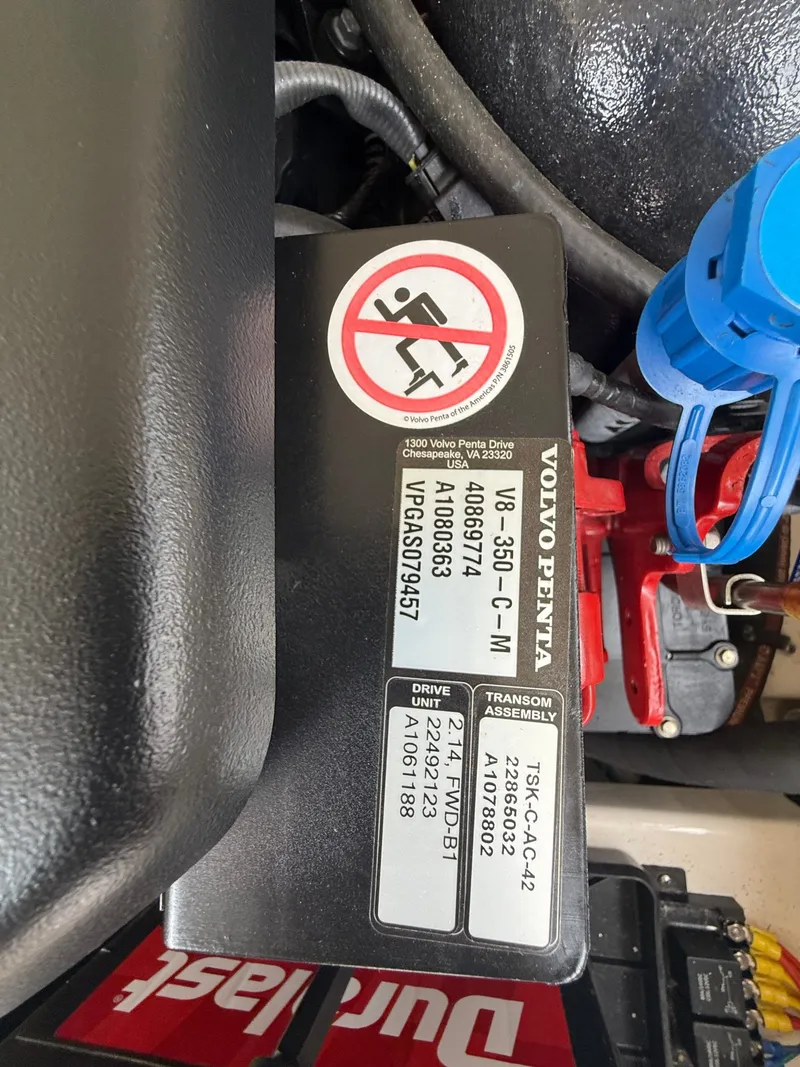 © Volvo Penta of the Americas P/N 3861505
1300 Volvo Penta Drive
Chesapeake, VA 23320
USA
VOLVO PENTA
V8-350-C-M
40869774
A1080363
VPGAS079457
TRANSOM
ASSEMBLY
TSK-C-AC-42
22865032
A1078802
DRIVE
UNIT
2.14, FWD-B1
22492123
A1061188
Duralast®
Duralast